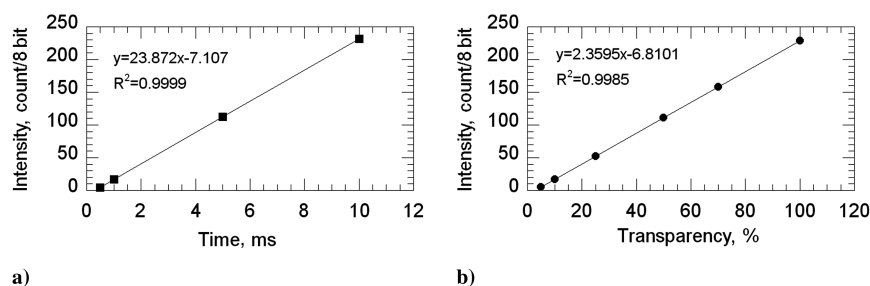 250
200
150
100
50
0
0 2 4 6 8 10 12
Intensity, count/8 bit
Time, ms
y=23.872x-7.107
R²=0.9999
a)
250
200
150
100
50
0
0 20 40 60 80 100 120
Intensity, count/8 bit
Transparency, %
y=2.3595x-6.8101
R²=0.9985
b)